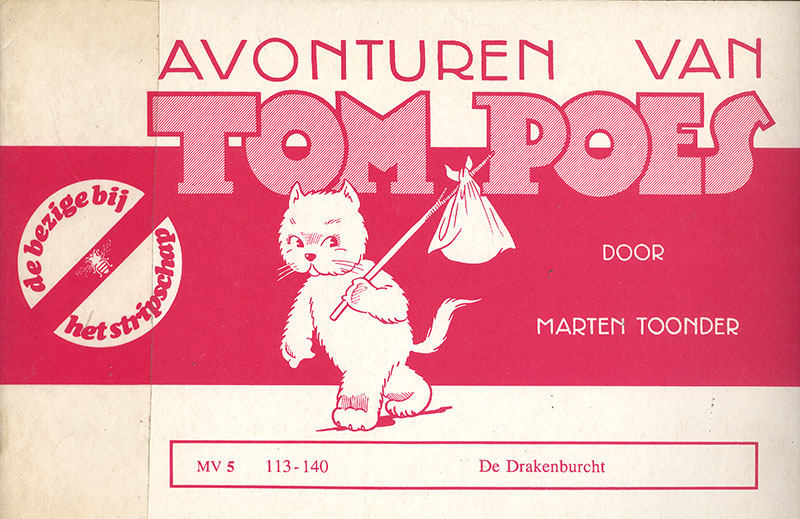 AVONTUREN VAN
TOM POES
de bezige bij
het stripschap
DOOR
MARTEN TOONDER
MV 5 113-140 De Drakenburcht